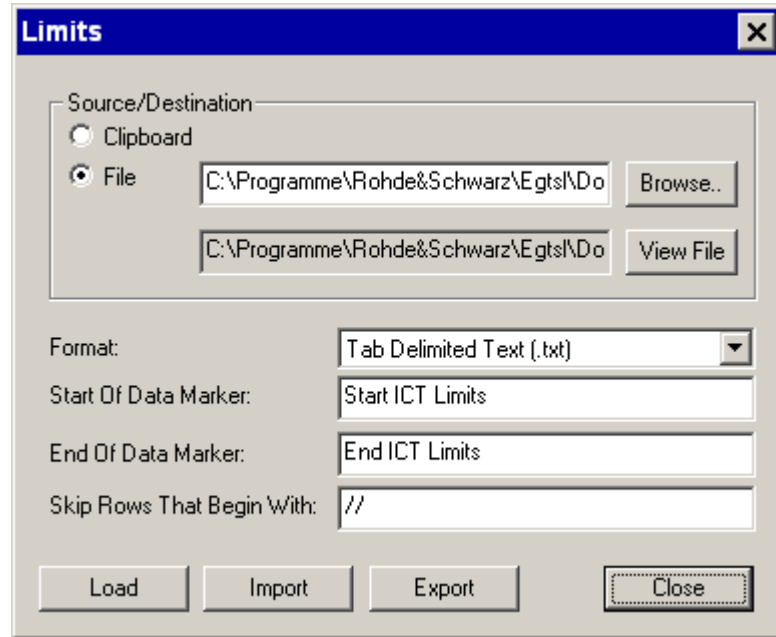 Limits
Source/Destination
Clipboard
File
C:\Programme\Rohde&Schwarz\Egtsl\Do
Browse..
C:\Programme\Rohde&Schwarz\Egtsl\Do
View File
Format:
Tab Delimited Text (.txt)
Start Of Data Marker:
Start ICT Limits
End Of Data Marker:
End ICT Limits
Skip Rows That Begin With:
//
Load
Import
Export
Close